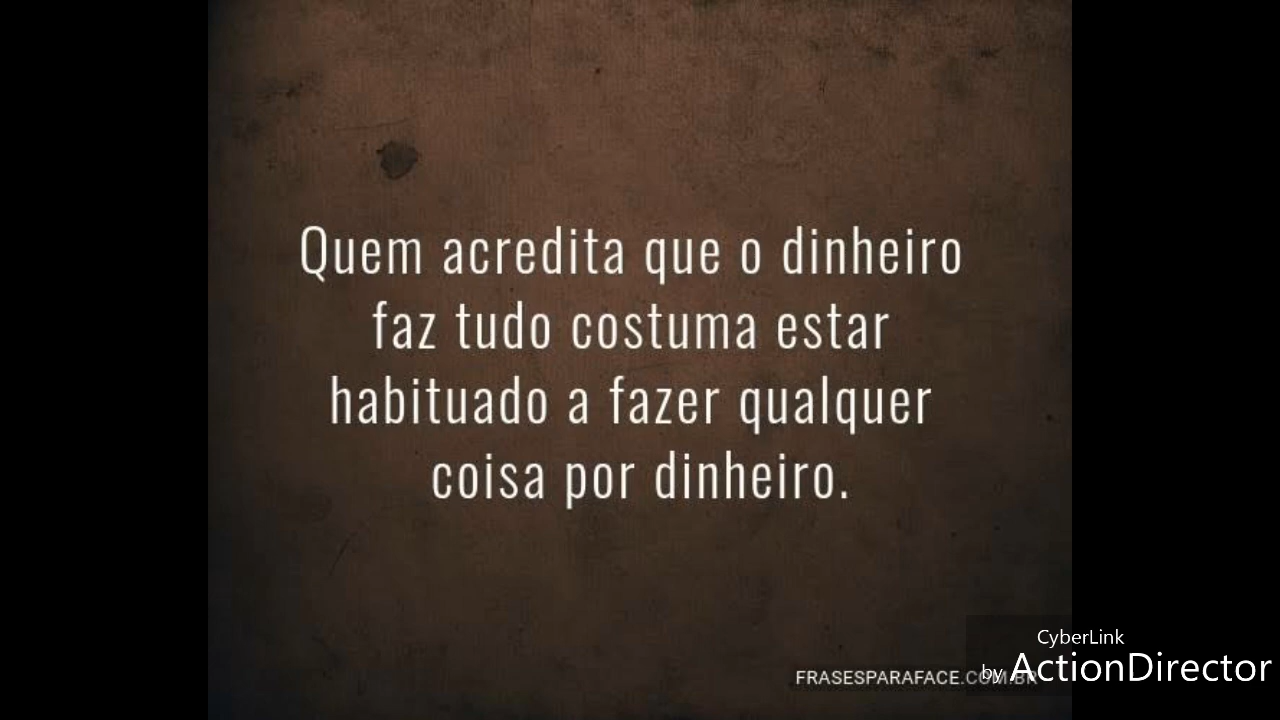 Quem acredita que o dinheiro
faz tudo costuma estar
habituado a fazer qualquer
coisa por dinheiro.
CyberLink
by ActionDirector
FRASESPARAFACE.COM.BR